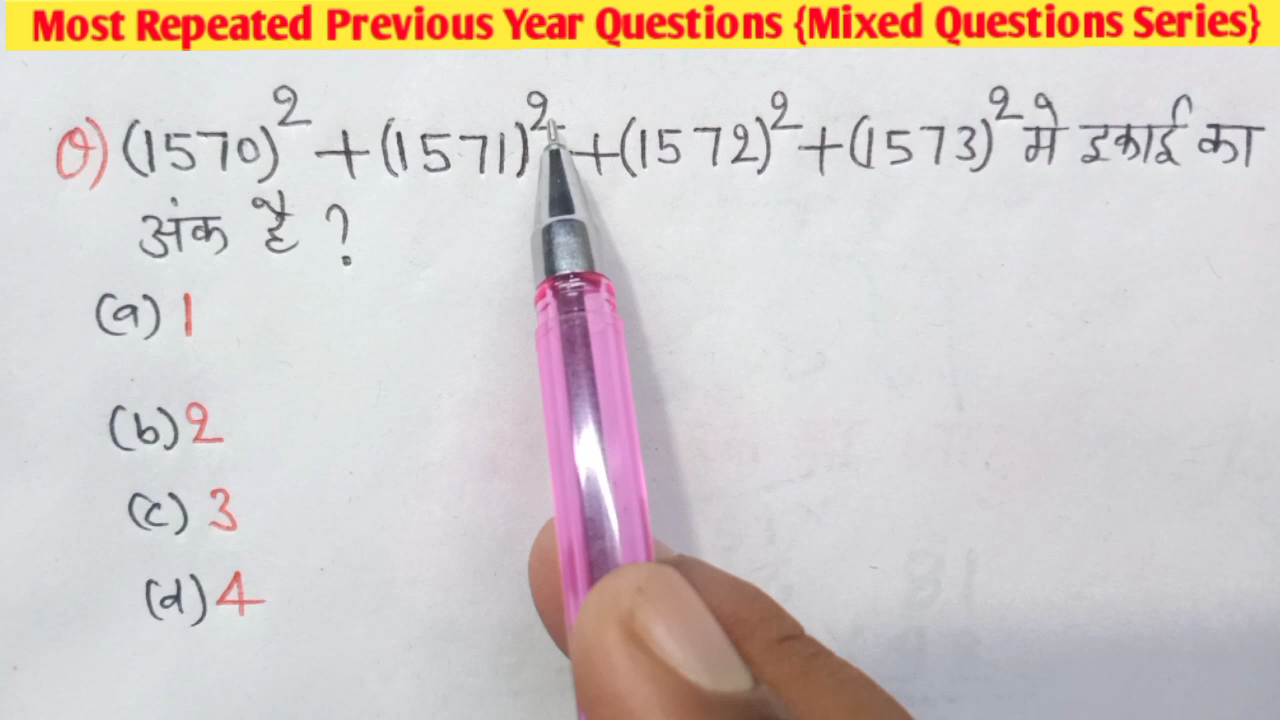 Most Repeated Previous Year Questions {Mixed Questions Series}
Q) (1570)² + (1571)² + (1572)² + (1573)² मे इकाई का
अंक है ?
(a) 1
(b) 2
(c) 3
(d) 4